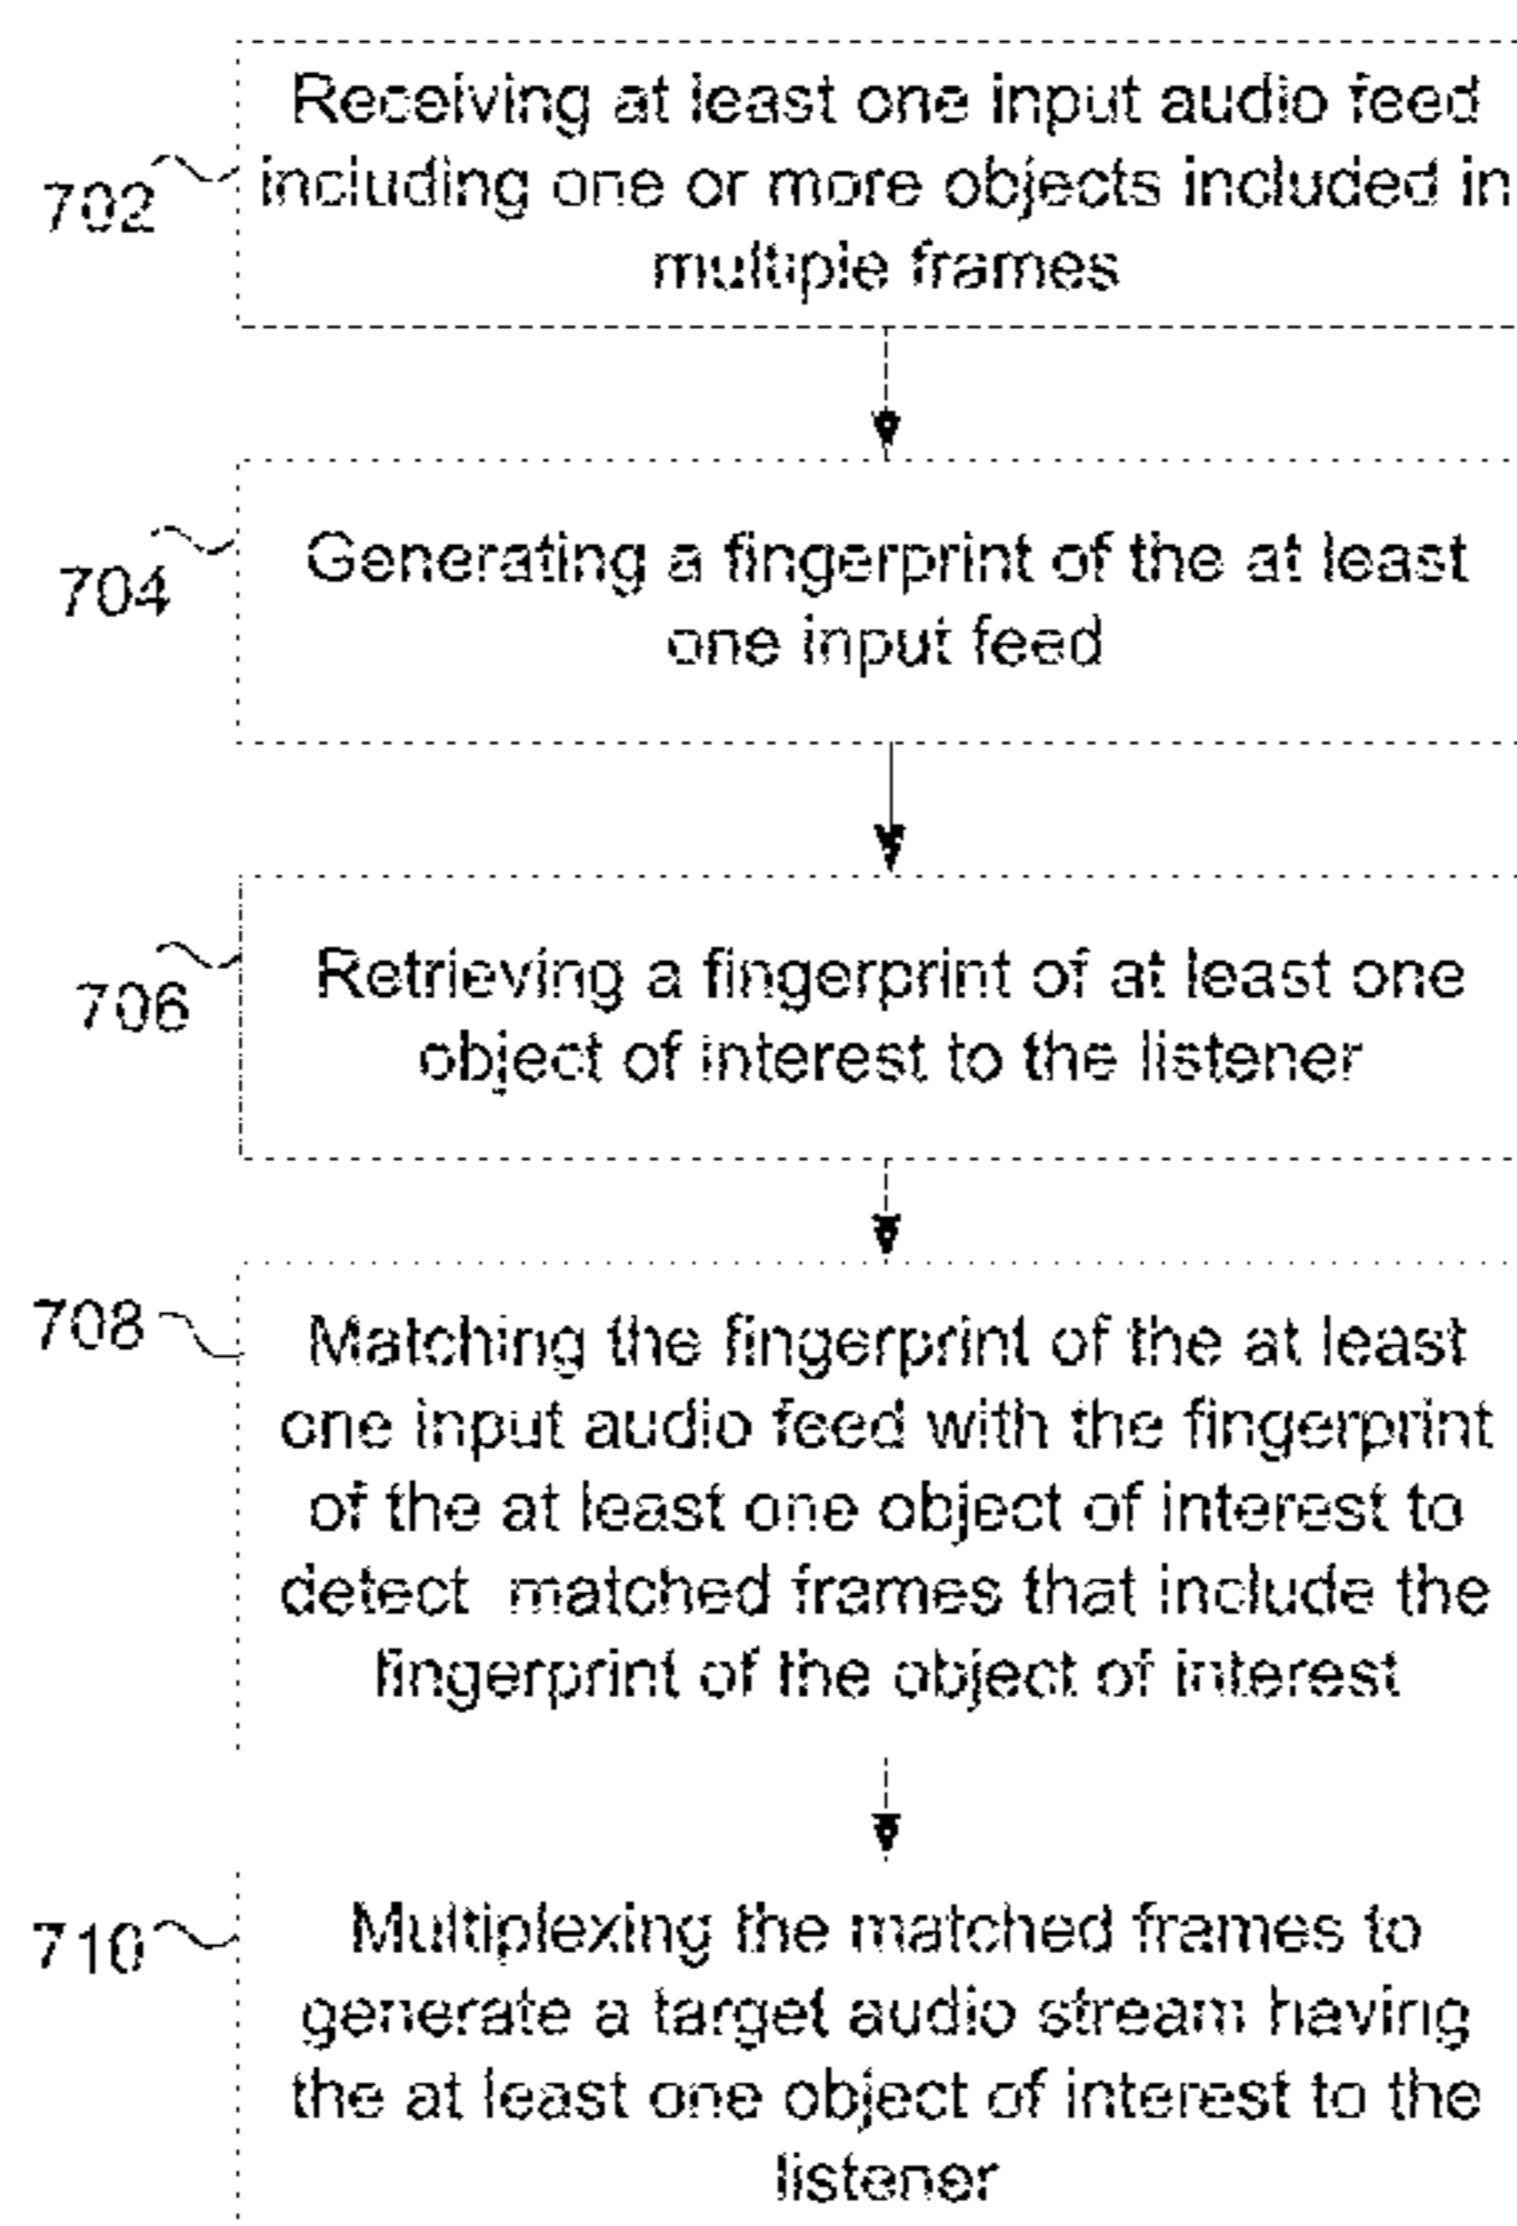 Receiving at least one input audio feed
702
including one or more objects included in
multiple frames
704
Generating a fingerprint of the at least
one input feed
706
Retrieving a fingerprint of at least one
object of interest to the listener
708
Matching the fingerprint of the at least
one input audio feed with the fingerprint
of the at least one object of interest to
detect matched frames that include the
fingerprint of the object of interest
710
Multiplexing the matched frames to
generate a target audio stream having
the at least one object of interest to the
listener